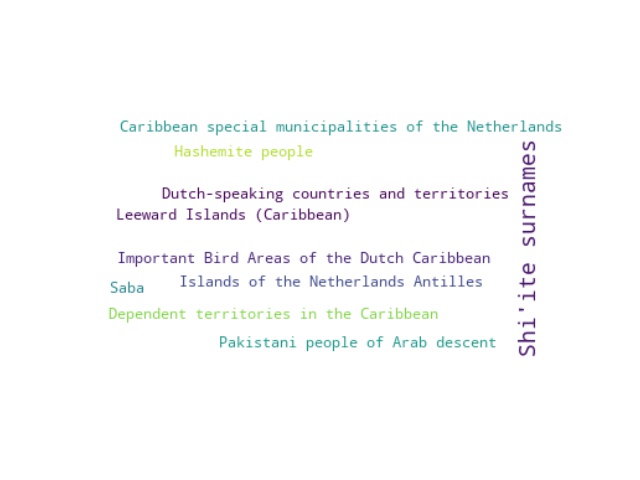 Caribbean special municipalities of the Netherlands
Hashemite people
Dutch-speaking countries and territories
Leeward Islands (Caribbean)
Important Bird Areas of the Dutch Caribbean
Islands of the Netherlands Antilles
Saba
Dependent territories in the Caribbean
Pakistani people of Arab descent
Shi'ite surnames